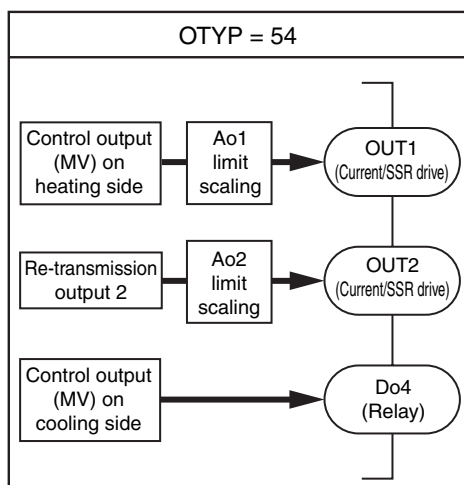 OTYP = 54
Control output
(MV) on
heating side
Ao1
limit
scaling
OUT1
(Current/SSR drive)
Re-transmission
output 2
Ao2
limit
scaling
OUT2
(Current/SSR drive)
Control output
(MV) on
cooling side
Do4
(Relay)